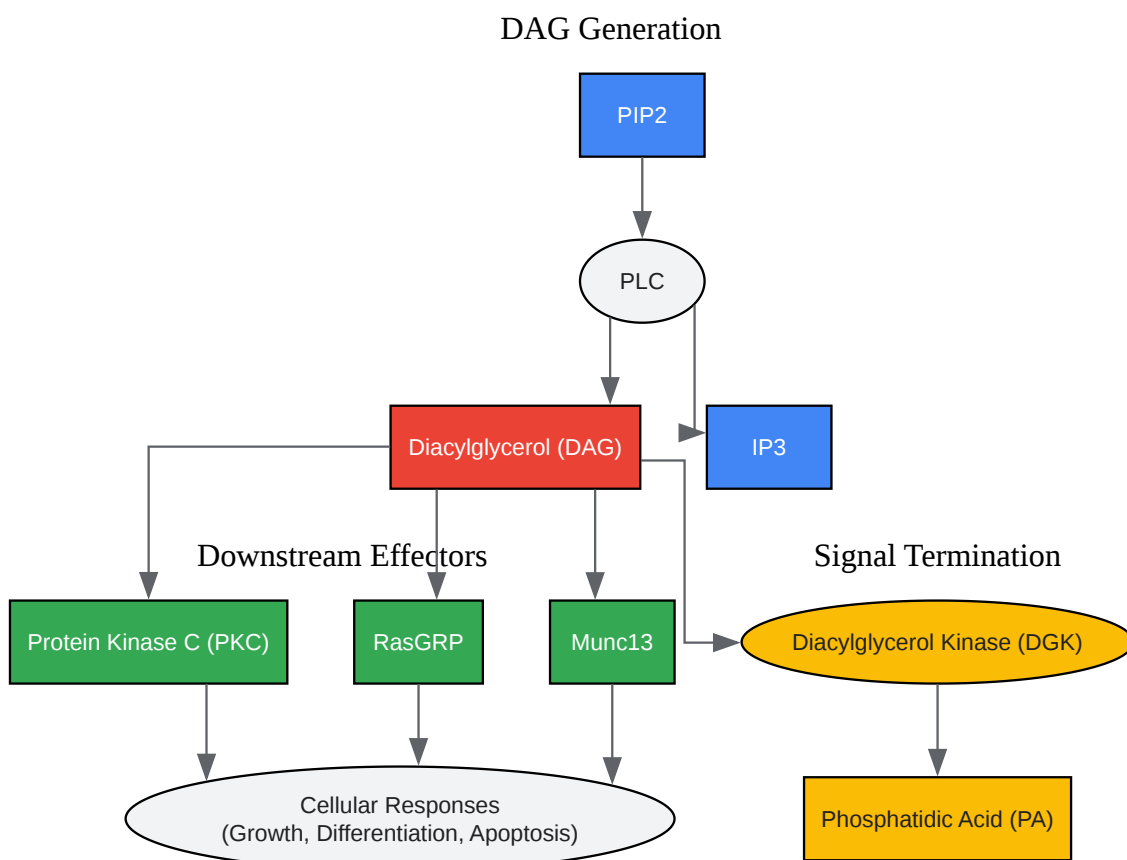 DAG Generation
PIP2
PLC
Diacylglycerol (DAG)
IP3
Downstream Effectors
Signal Termination
Protein Kinase C (PKC)
RasGRP
Munc13
Diacylglycerol Kinase (DGK)
Cellular Responses
(Growth, Differentiation, Apoptosis)
Phosphatidic Acid (PA)